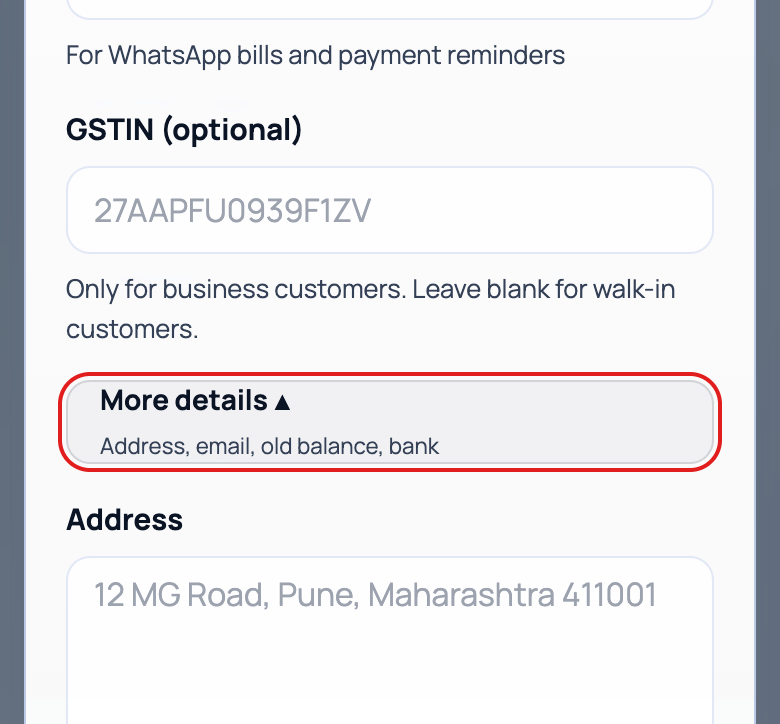 For WhatsApp bills and payment reminders
GSTIN (optional)
27AAPFU0939F1ZV
Only for business customers. Leave blank for walk-in
customers.
More details ▲
Address, email, old balance, bank
Address
12 MG Road, Pune, Maharashtra 411001